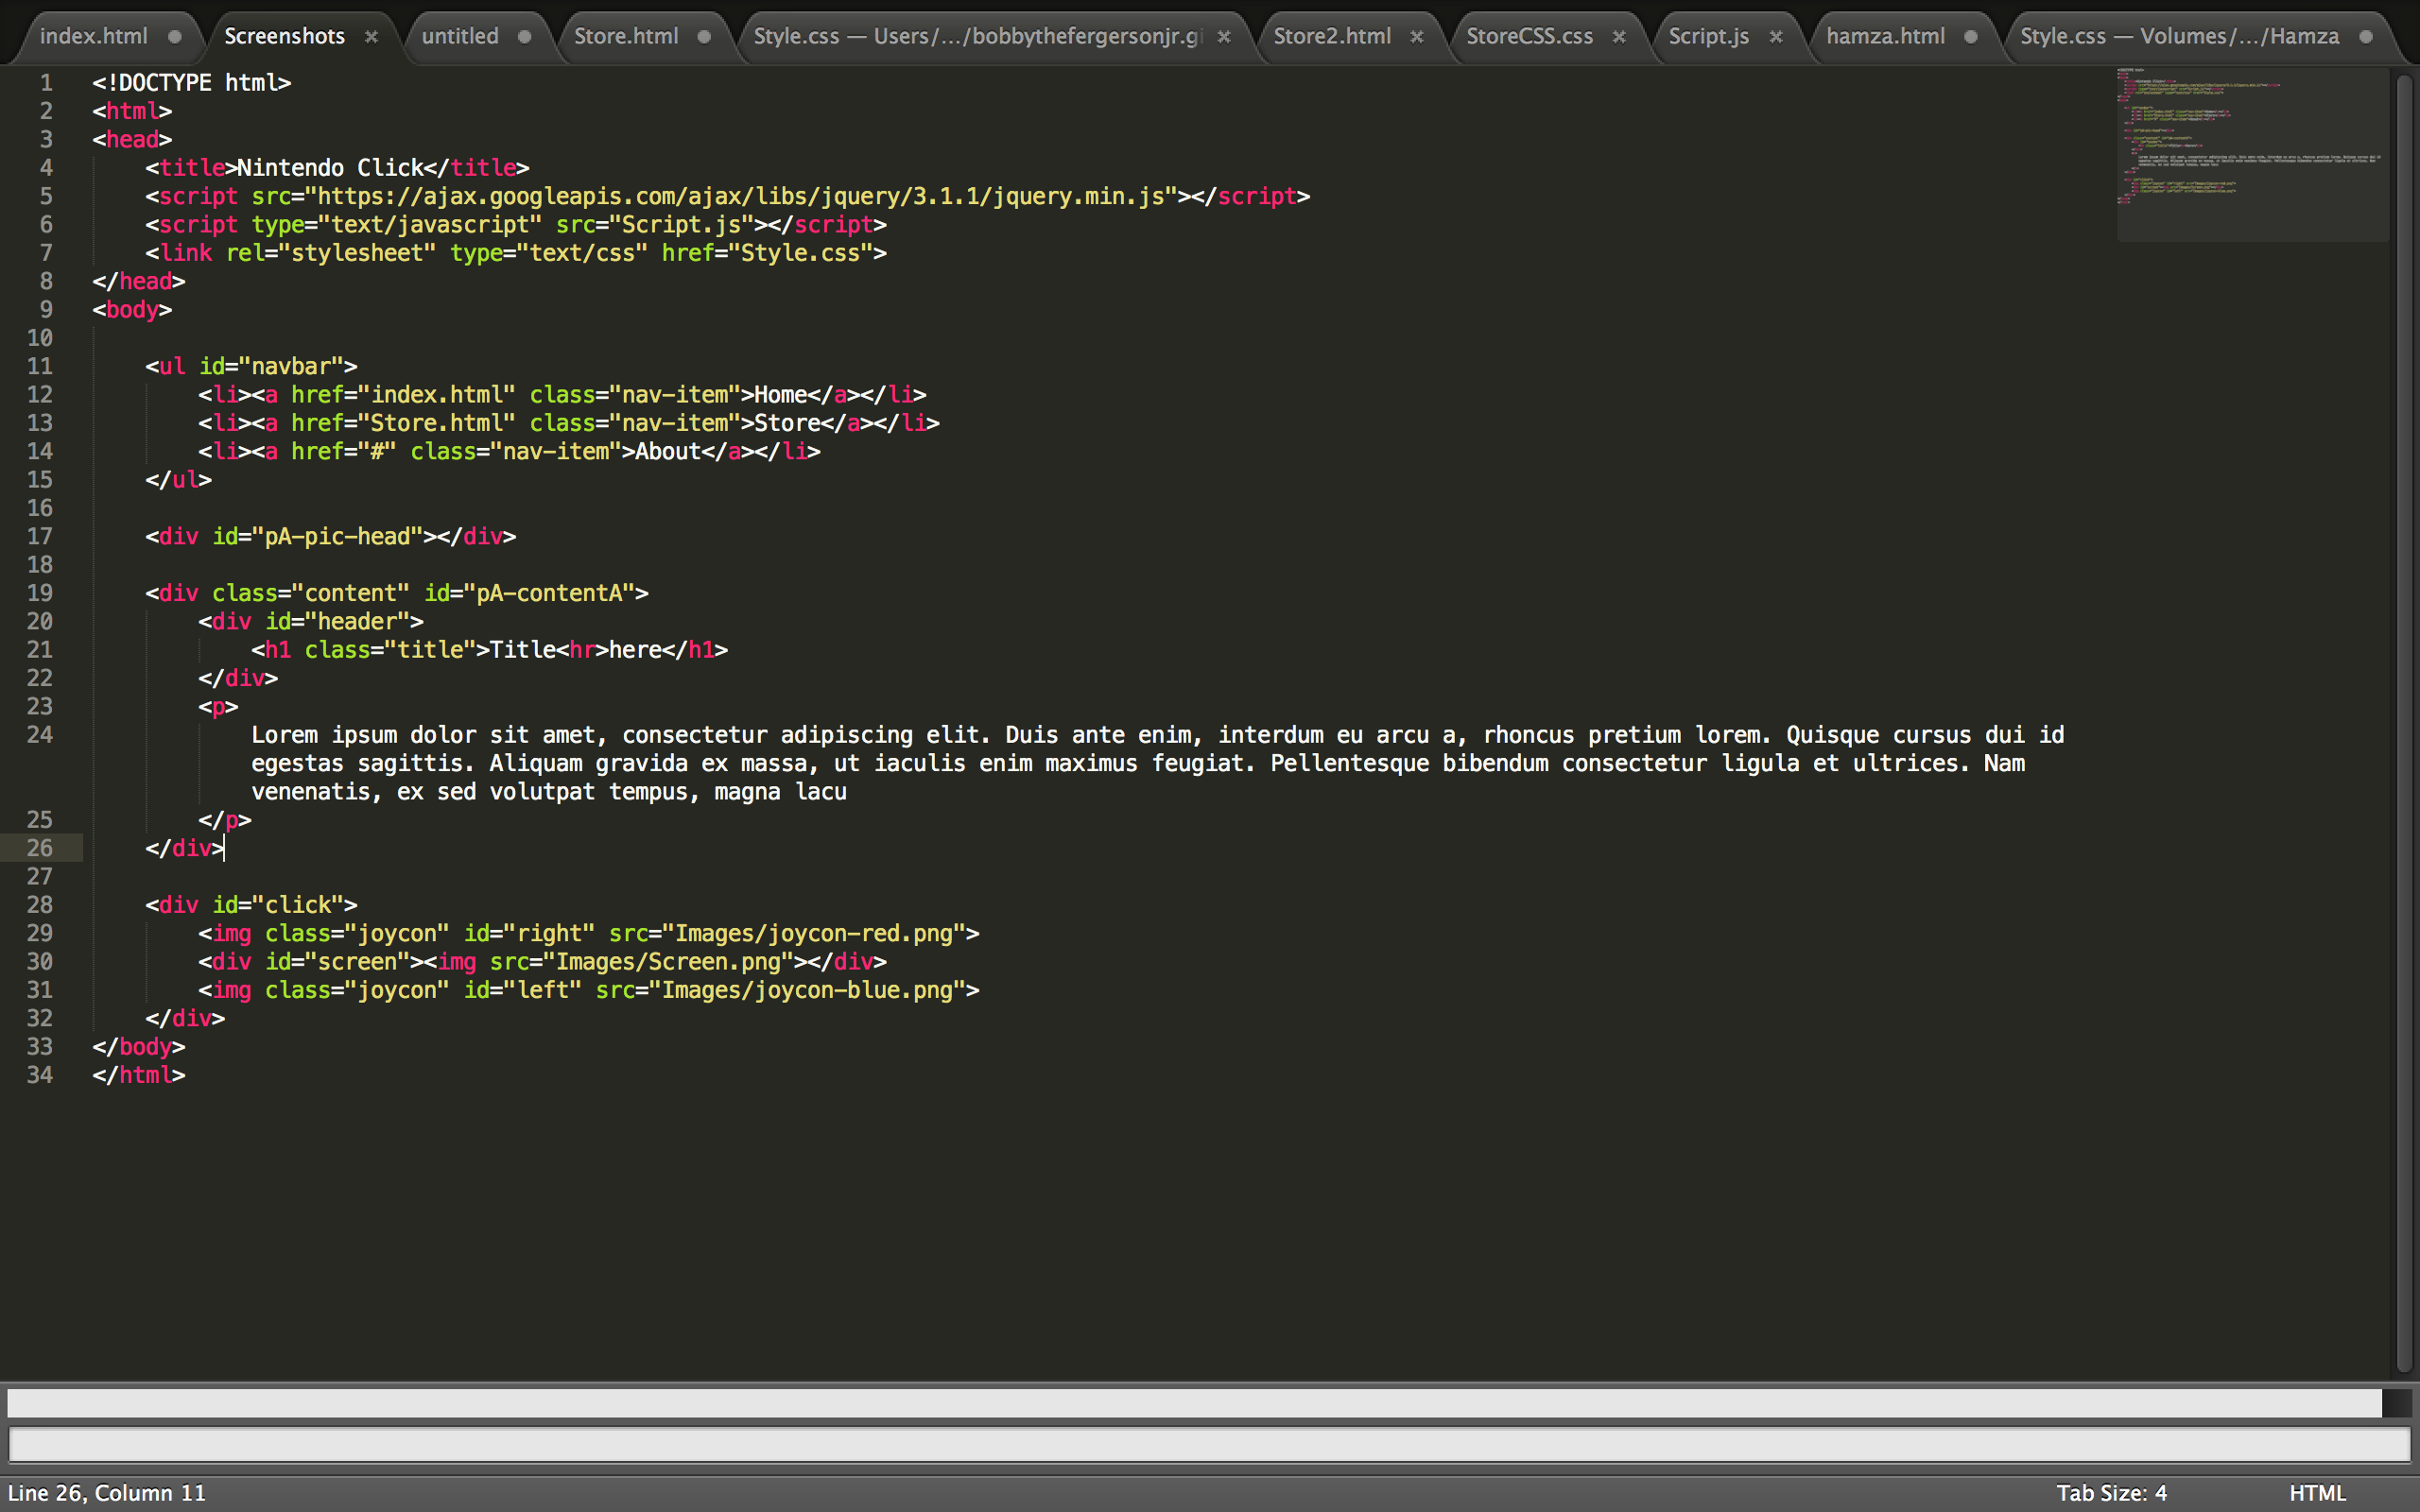 index.html
Screenshots
untitled
Store.html
Style.css — Users/.../bobbythefergersonjr.gi
Store2.html
StoreCSS.css
Script.js
hamza.html
Style.css — Volumes/.../Hamza
1 <!DOCTYPE html>
2 <html>
3 <head>
4     <title>Nintendo Click</title>
5     <script src="https://ajax.googleapis.com/ajax/libs/jquery/3.1.1/jquery.min.js"></script>
6     <script type="text/javascript" src="Script.js"></script>
7     <link rel="stylesheet" type="text/css" href="Style.css">
8 </head>
9 <body>
10
11     <ul id="navbar">
12         <li><a href="index.html" class="nav-item">Home</a></li>
13         <li><a href="Store.html" class="nav-item">Store</a></li>
14         <li><a href="#" class="nav-item">About</a></li>
15     </ul>
16
17     <div id="pA-pic-head"></div>
18
19     <div class="content" id="pA-contentA">
20         <div id="header">
21             <h1 class="title">Title<hr>here</h1>
22         </div>
23         <p>
24             Lorem ipsum dolor sit amet, consectetur adipiscing elit. Duis ante enim, interdum eu arcu a, rhoncus pretium lorem. Quisque cursus dui id
            egestas sagittis. Aliquam gravida ex massa, ut iaculis enim maximus feugiat. Pellentesque bibendum consectetur ligula et ultrices. Nam
            venenatis, ex sed volutpat tempus, magna lacu
25         </p>
26     </div>
27
28     <div id="click">
29         <img class="joycon" id="right" src="Images/joycon-red.png">
30         <div id="screen"><img src="Images/Screen.png"></div>
31         <img class="joycon" id="left" src="Images/joycon-blue.png">
32     </div>
33 </body>
34 </html>
Line 26, Column 11
Tab Size: 4
HTML